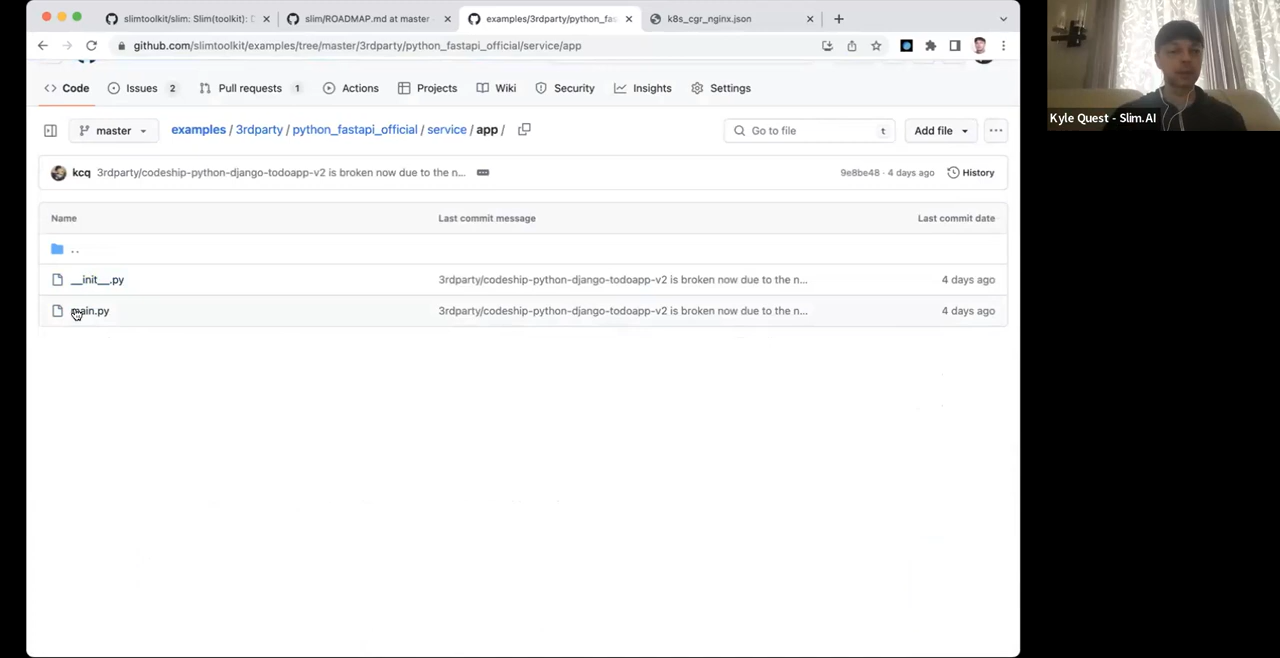 slimtoolkit/slim: Slim(toolkit):
slim/ROADMAP.md at master
examples/3rdparty/python_fas
k8s_cgr_nginx.json
github.com/slimtoolkit/examples/tree/master/3rdparty/python_fastapi_official/service/app
Code
Issues 2
Pull requests 1
Actions
Projects
Wiki
Security
Insights
Settings
master
examples / 3rdparty / python_fastapi_official / service / app /
Go to file t
Add file
kcq 3rdparty/codeship-python-django-todoapp-v2 is broken now due to the n...
9e8be48 · 4 days ago
History
Name Last commit message Last commit date
..
__init__.py 3rdparty/codeship-python-django-todoapp-v2 is broken now due to the n... 4 days ago
main.py 3rdparty/codeship-python-django-todoapp-v2 is broken now due to the n... 4 days ago
Kyle Quest - Slim.AI